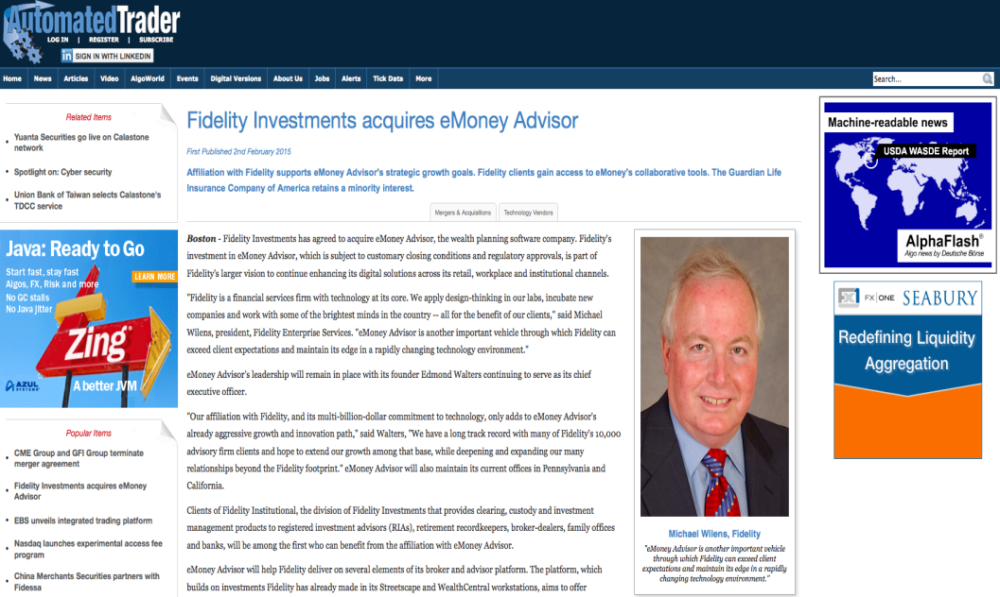 AutomatedTrader
LOG IN | REGISTER | SUBSCRIBE
in SIGN IN WITH LINKEDIN
Home News Articles Video AlgoWorld Events Digital Versions About Us Jobs Alerts Tick Data More
Search...
Related Items
• Yuanta Securities go live on Calastone
network
• Spotlight on: Cyber security
• Union Bank of Taiwan selects Calastone's
TDCC service
Java: Ready to Go
Start fast, stay fast
Algos, FX, Risk and more
LEARN MORE
No GC stalls
No Java jitter
Zing®
AZUL
SYSTEMS
A better JVM
Popular Items
• CME Group and GFI Group terminate
merger agreement
• Fidelity Investments acquires eMoney
Advisor
• EBS unveils integrated trading platform
• Nasdaq launches experimental access fee
program
• China Merchants Securities partners with
Fidessa
Fidelity Investments acquires eMoney Advisor
First Published 2nd February 2015
Affiliation with Fidelity supports eMoney Advisor's strategic growth goals. Fidelity clients gain access to eMoney's collaborative tools. The Guardian Life
Insurance Company of America retains a minority interest.
Mergers & Acquisitions Technology Vendors
Boston - Fidelity Investments has agreed to acquire eMoney Advisor, the wealth planning software company. Fidelity's
investment in eMoney Advisor, which is subject to customary closing conditions and regulatory approvals, is part of
Fidelity's larger vision to continue enhancing its digital solutions across its retail, workplace and institutional channels.
"Fidelity is a financial services firm with technology at its core. We apply design-thinking in our labs, incubate new
companies and work with some of the brightest minds in the country -- all for the benefit of our clients," said Michael
Wilens, president, Fidelity Enterprise Services. "eMoney Advisor is another important vehicle through which Fidelity can
exceed client expectations and maintain its edge in a rapidly changing technology environment."
eMoney Advisor's leadership will remain in place with its founder Edmond Walters continuing to serve as its chief
executive officer.
"Our affiliation with Fidelity, and its multi-billion-dollar commitment to technology, only adds to eMoney Advisor's
already aggressive growth and innovation path," said Walters, "We have a long track record with many of Fidelity's 10,000
advisory firm clients and hope to extend our growth among that base, while deepening and expanding our many
relationships beyond the Fidelity footprint." eMoney Advisor will also maintain its current offices in Pennsylvania and
California.
Clients of Fidelity Institutional, the division of Fidelity Investments that provides clearing, custody and investment
management products to registered investment advisors (RIAs), retirement recordkeepers, broker-dealers, family offices
and banks, will be among the first who can benefit from the affiliation with eMoney Advisor.
eMoney Advisor will help Fidelity deliver on several elements of its broker and advisor platform. The platform, which
builds on investments Fidelity has already made in its Streetscape and WealthCentral workstations, aims to offer
Michael Wilens, Fidelity
"eMoney Advisor is another important vehicle
through which Fidelity can exceed client
expectations and maintain its edge in a rapidly
changing technology environment."
Machine-readable news
USDA WASDE Report
AlphaFlash®
Algo news by Deutsche Börse
FX1 FX|ONE SEABURY
Redefining Liquidity
Aggregation